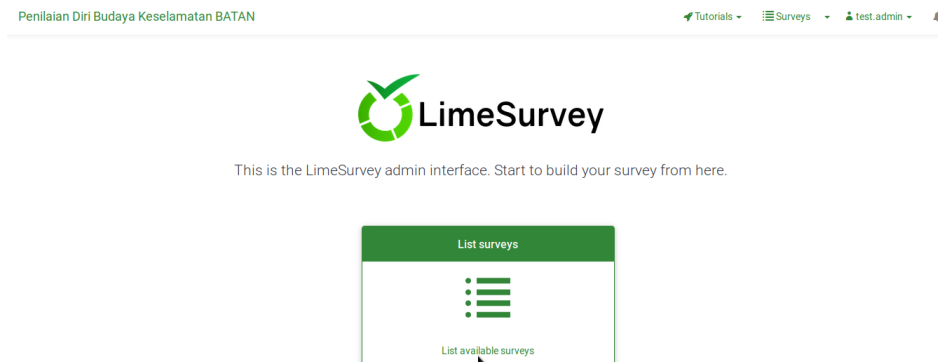 Penilaian Diri Budaya Keselamatan BATAN Tutorials Surveys test.admin
LimeSurvey
This is the LimeSurvey admin interface. Start to build your survey from here.
List surveys
List available surveys